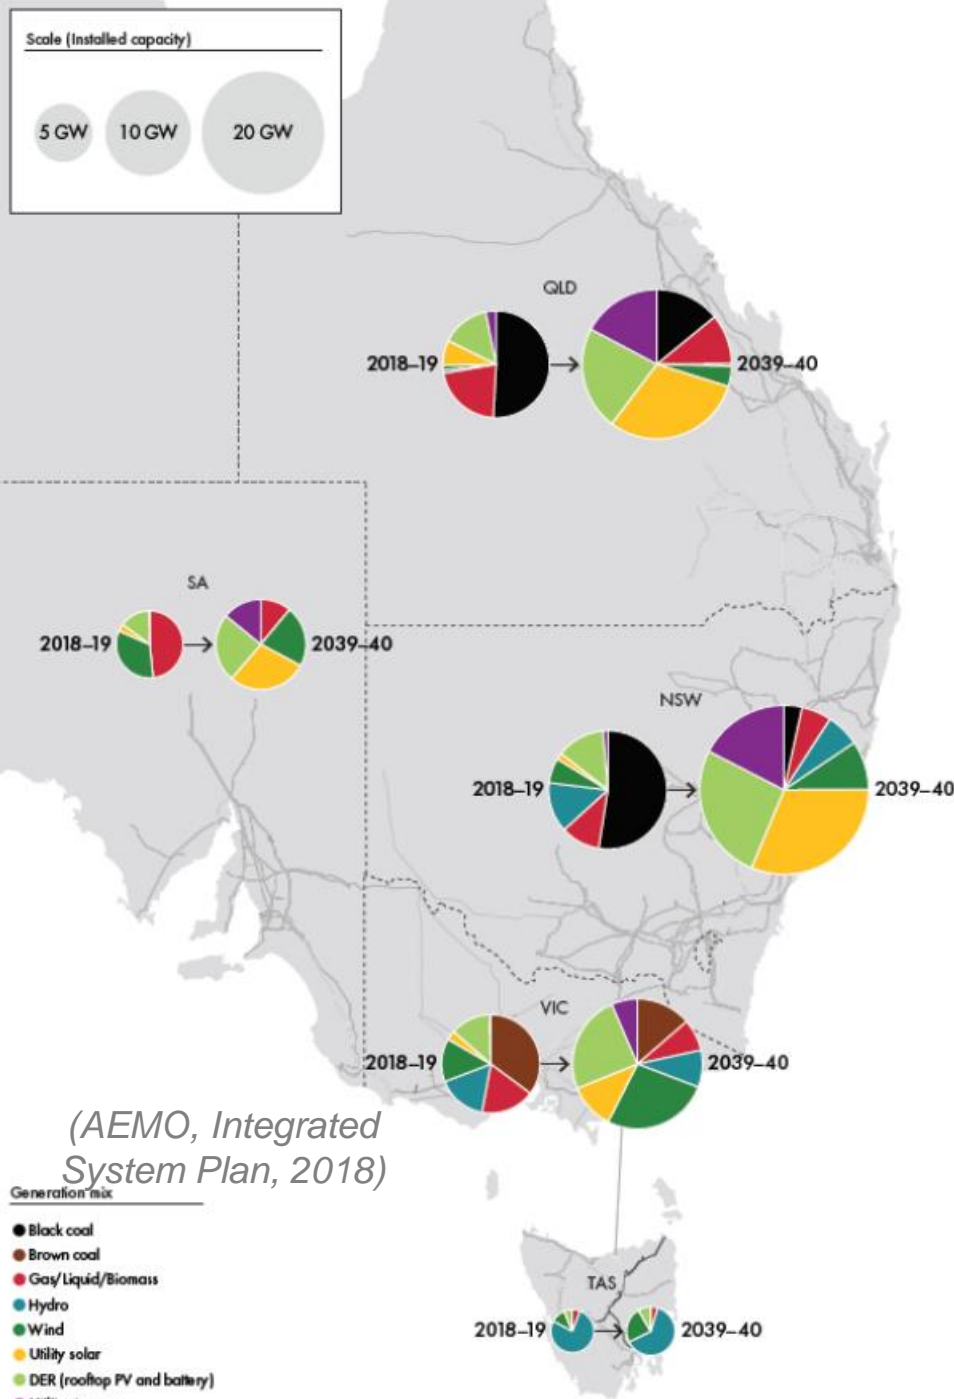 Scale (Installed capacity)
5 GW 10 GW 20 GW
QLD
2018–19 2039–40
SA
2018–19 2039–40
NSW
2018–19 2039–40
VIC
2018–19 2039–40
(AEMO, Integrated
System Plan, 2018)
Generation mix
Black coal
Brown coal
Gas/Liquid/Biomass
Hydro
Wind
Utility solar
DER (rooftop PV and battery)
TAS
2018–19 2039–40